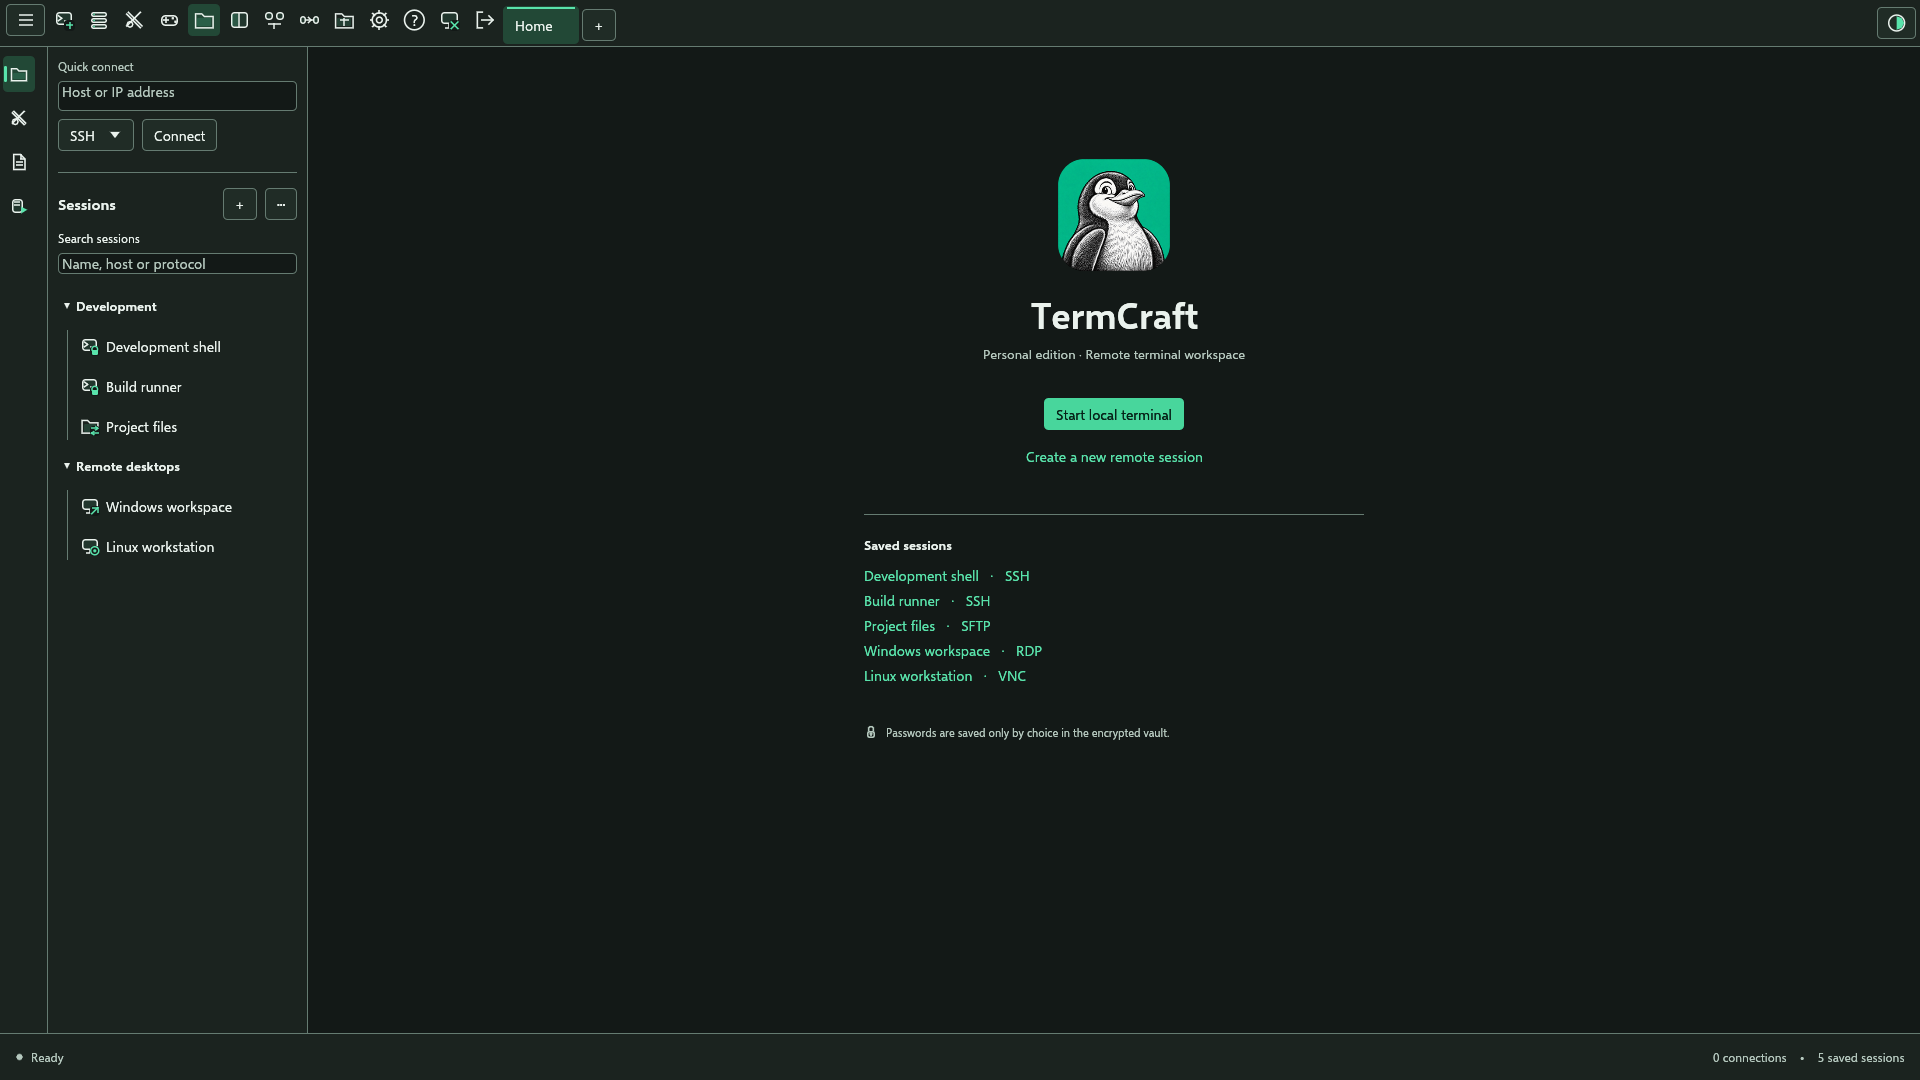 Home
+
Quick connect
Host or IP address
SSH
Connect
Sessions
+
...
Search sessions
Name, host or protocol
Development
Development shell
Build runner
Project files
Remote desktops
Windows workspace
Linux workstation
TermCraft
Personal edition · Remote terminal workspace
Start local terminal
Create a new remote session
Saved sessions
Development shell · SSH
Build runner · SSH
Project files · SFTP
Windows workspace · RDP
Linux workstation · VNC
Passwords are saved only by choice in the encrypted vault.
Ready
0 connections • 5 saved sessions